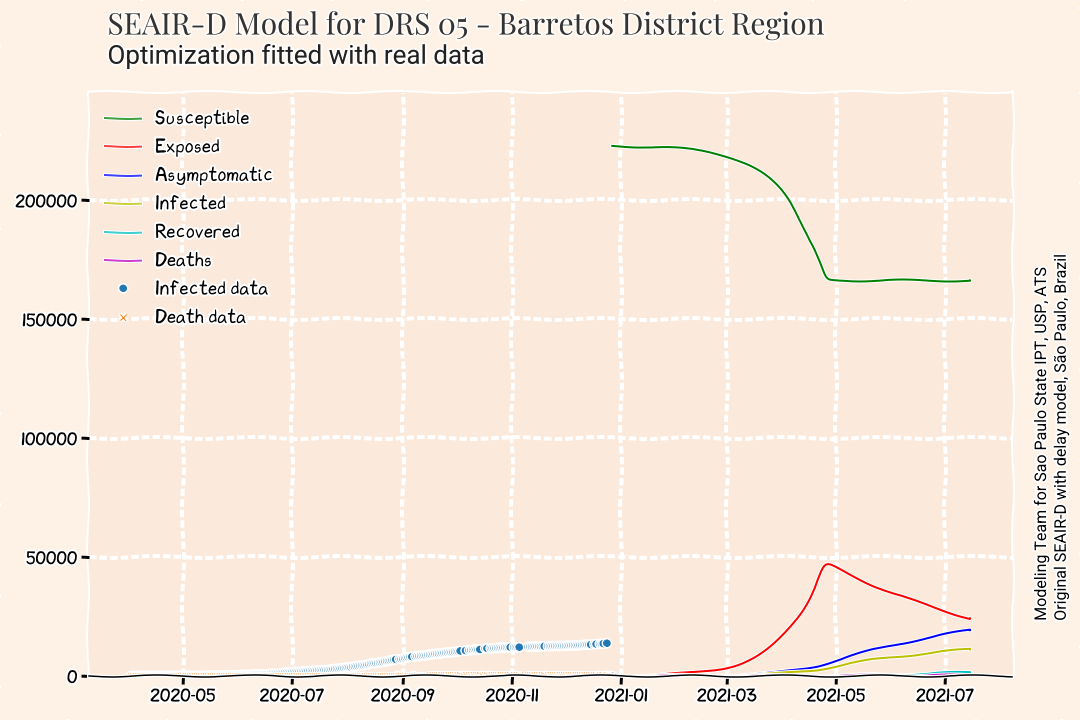 SEAIR-D Model for DRS 05 - Barretos District Region
Optimization fitted with real data
Susceptible
Exposed
Asymptomatic
Infected
Recovered
Deaths
Infected data
Death data
200000
150000
100000
50000
0
2020-05
2020-07
2020-09
2020-11
2021-01
2021-03
2021-05
2021-07
Modeling Team for Sao Paulo State IPT, USP, ATS
Original SEAIR-D with delay model, São Paulo, Brazil